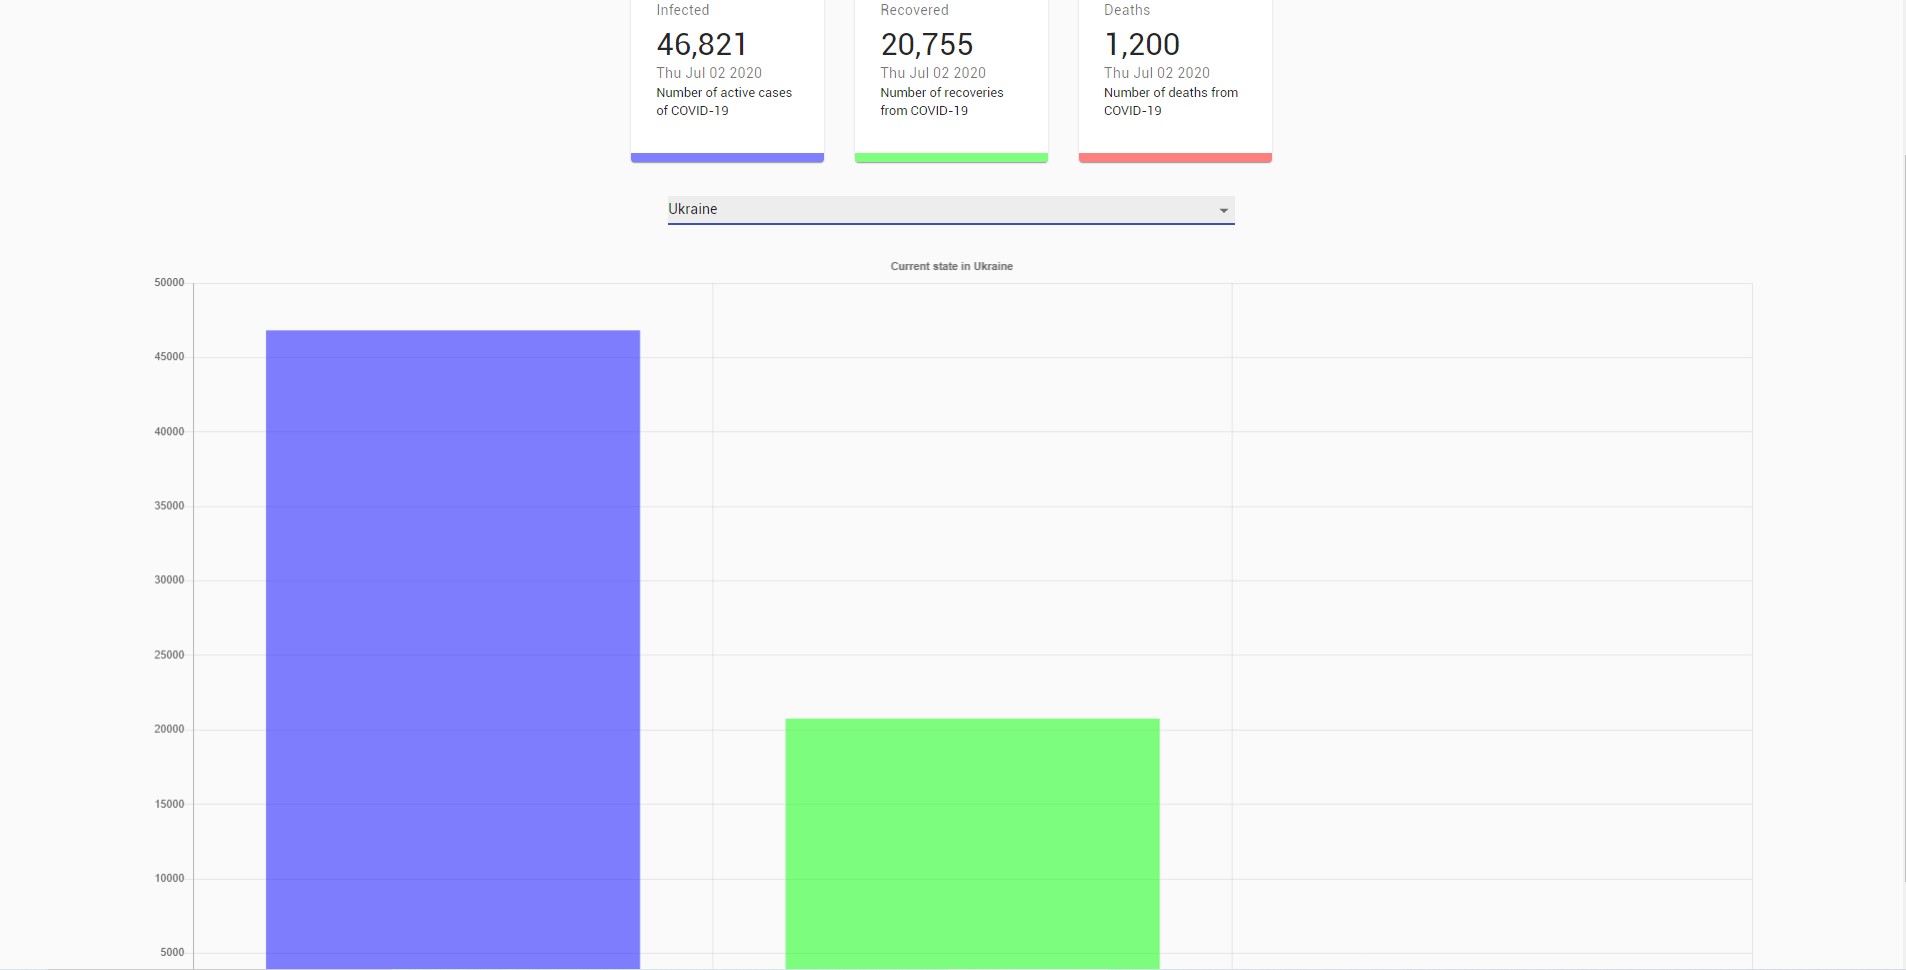 Infected
46,821
Thu Jul 02 2020
Number of active cases
of COVID-19
Recovered
20,755
Thu Jul 02 2020
Number of recoveries
from COVID-19
Deaths
1,200
Thu Jul 02 2020
Number of deaths from
COVID-19
Ukraine
Current state in Ukraine
50000
45000
40000
35000
30000
25000
20000
15000
10000
5000